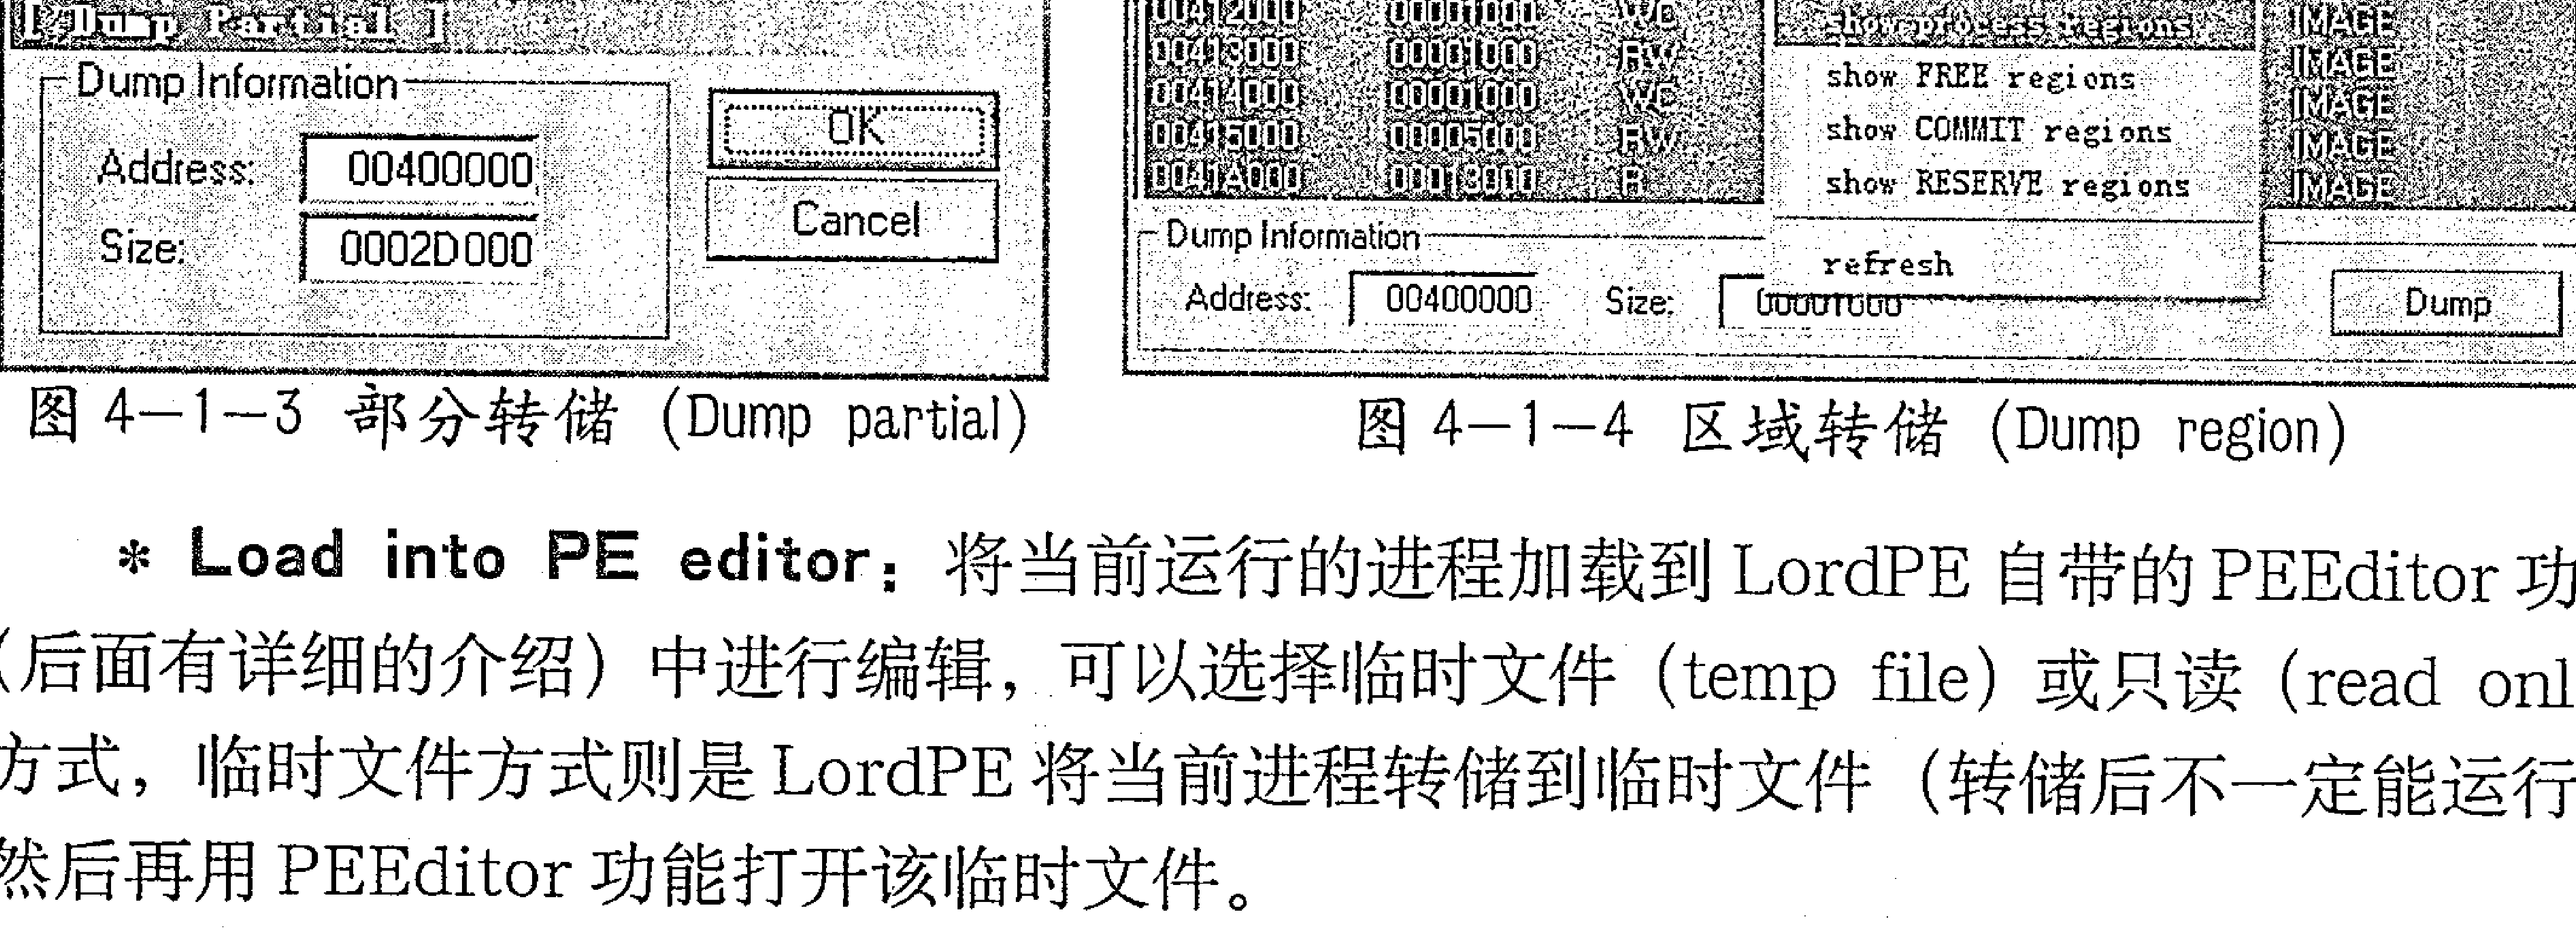 [ Dump Partial ]
Dump Information
Address: 00400000
Size: 0002D000
OK
Cancel
00412000 00001000 WC IMAGE
00413000 00001000 RW IMAGE
00414000 00001000 WC IMAGE
00415000 00005000 RW IMAGE
0041A000 00013000 R IMAGE
show process regions
show FREE regions
show COMMIT regions
show RESERVE regions
refresh
Dump Information
Address: 00400000 Size: 00001000
Dump
图 4-1-3 部分转储 (Dump partial)
图 4-1-4 区域转储 (Dump region)
* Load into PE editor：将当前运行的进程加载到 LordPE 自带的 PEEditor 功
（后面有详细的介绍）中进行编辑，可以选择临时文件（temp file）或只读（read onl
方式，临时文件方式则是 LordPE 将当前进程转储到临时文件（转储后不一定能运行
然后再用 PEEditor 功能打开该临时文件。